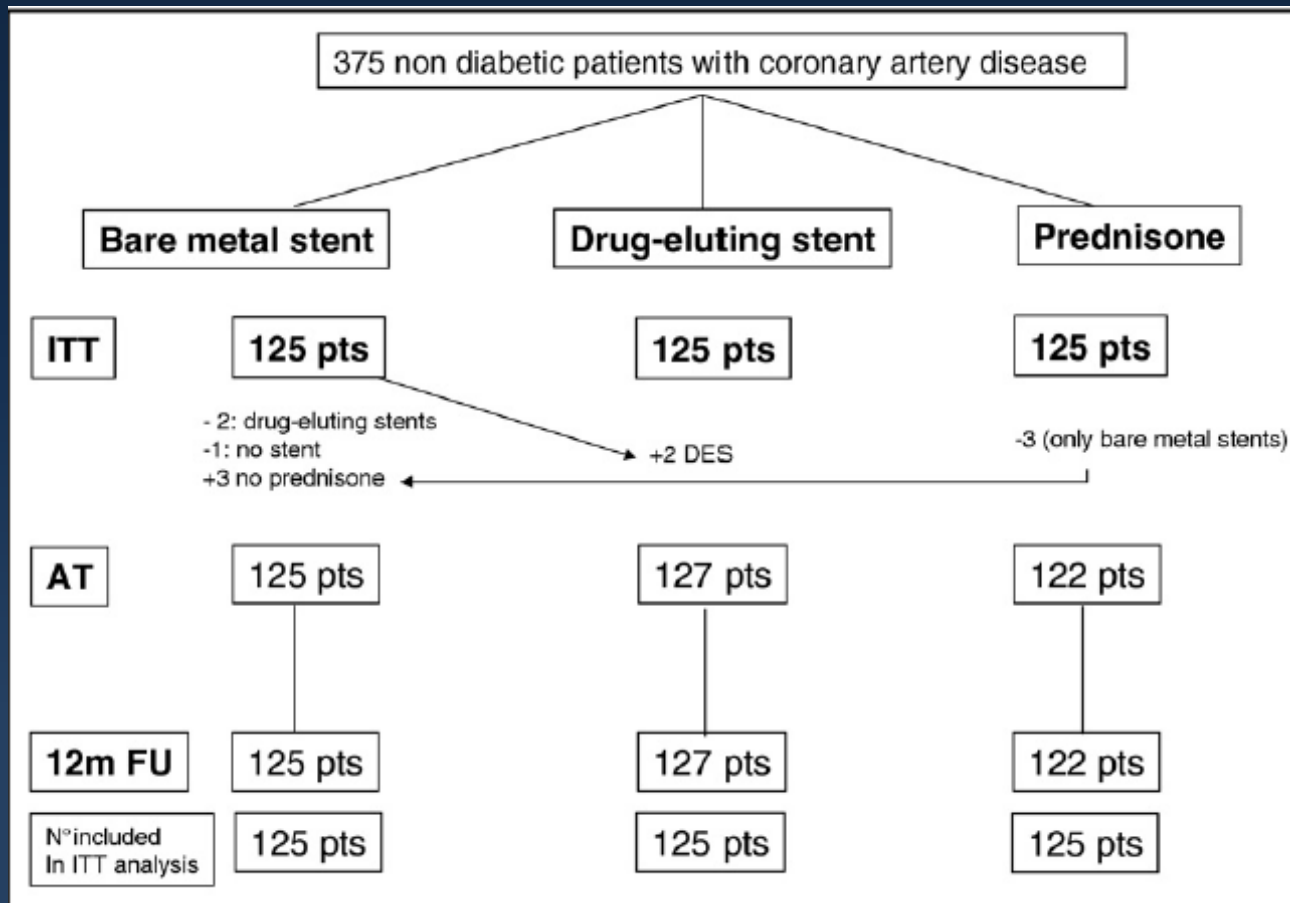 375 non diabetic patients with coronary artery disease
Bare metal stent
Drug-eluting stent
Prednisone
ITT
125 pts
125 pts
125 pts
- 2: drug-eluting stents
-1: no stent
+3 no prednisone
+2 DES
-3 (only bare metal stents)
AT
125 pts
127 pts
122 pts
12m FU
125 pts
127 pts
122 pts
N°included
In ITT analysis
125 pts
125 pts
125 pts